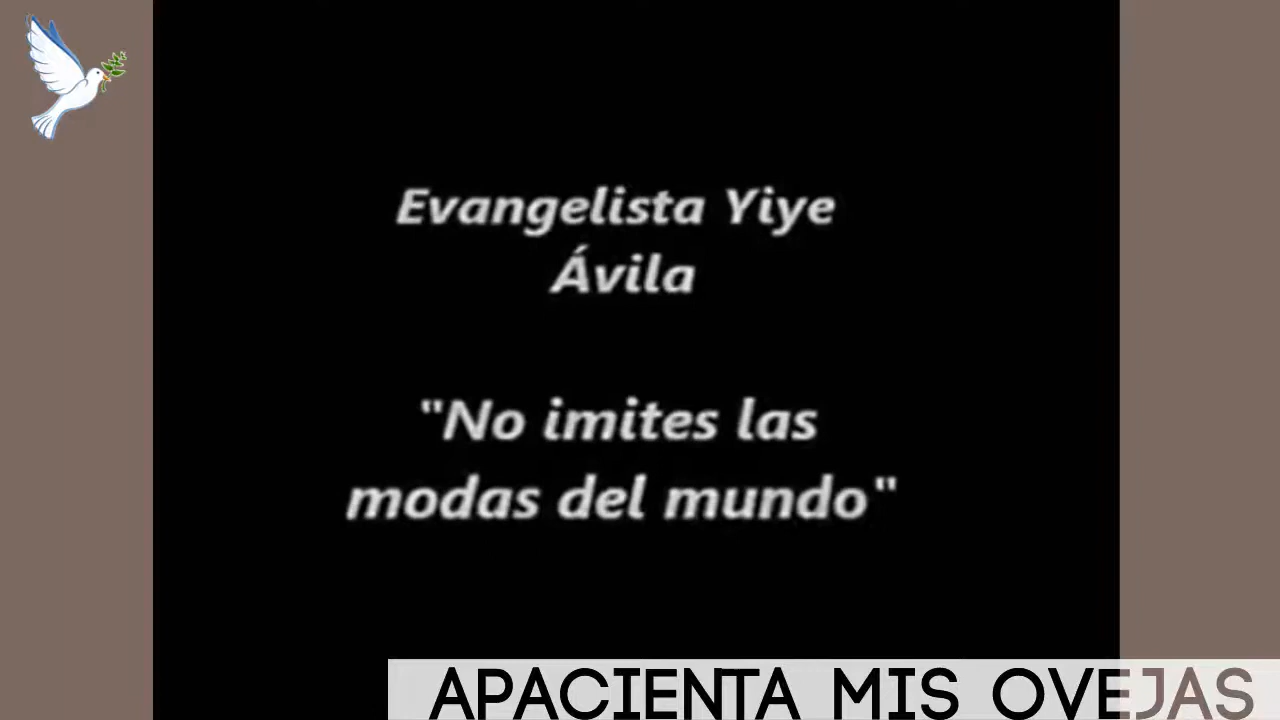 Evangelista Yiye
Ávila
"No imites las
modas del mundo"
APACIENTA MIS OVEJAS